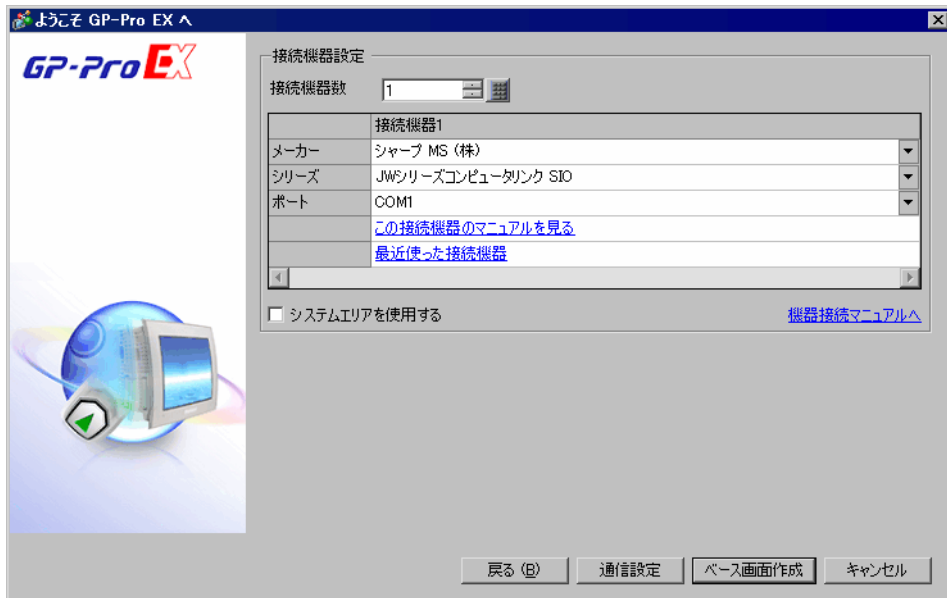 ようこそ GP-Pro EX へ
GP-Pro EX
接続機器設定
接続機器数 1
接続機器1
メーカー シャープ MS (株)
シリーズ JWシリーズコンピュータリンク SIO
ポート COM1
この接続機器のマニュアルを見る
最近使った接続機器
システムエリアを使用する 機器接続マニュアルへ
戻る (B) 通信設定 ベース画面作成 キャンセル